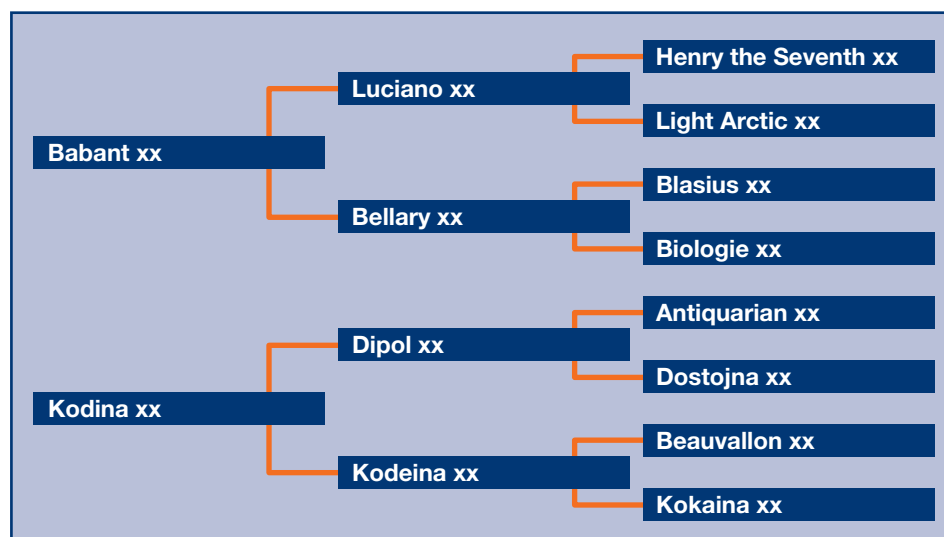 Henry the Seventh xx
Luciano xx
Light Arctic xx
Babant xx
Blasius xx
Bellary xx
Biologie xx
Antiquarian xx
Dipol xx
Dostojna xx
Kodina xx
Beauvallon xx
Kodeina xx
Kokaina xx